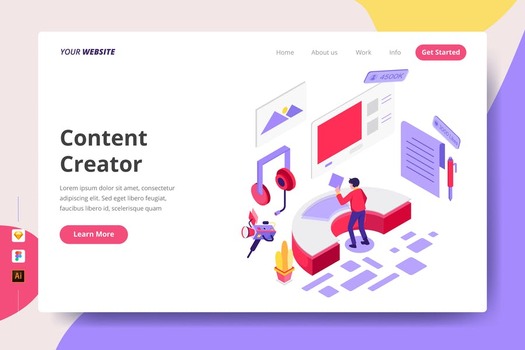 YOUR WEBSITE
Home
About us
Work
Info
Get Started
4500K
Content
Creator
Lorem ipsum dolor sit amet, consectetur
adipiscing elit. Sed eget libero feugiat,
faucibus libero id, scelerisque quam
Learn More
Ai